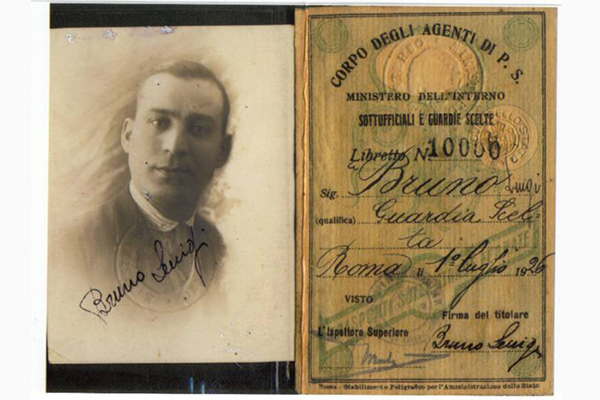 Bruno Luigi
CORPO DEGLI AGENTI DI P. S.
MINISTERO DELL'INTERNO
SOTTUFFICIALI E GUARDIE SCELTE
Libretto N. 10006
Sig. Bruno Luigi
(qualifica) Guardia Scel-
ta
Roma li 1º luglio 1926
VISTO
Firma del titolare
L'Ispettore Superiore
Bruno Luigi
Roma - Stabilimento Poligrafico per l'Amministrazione dello Stato